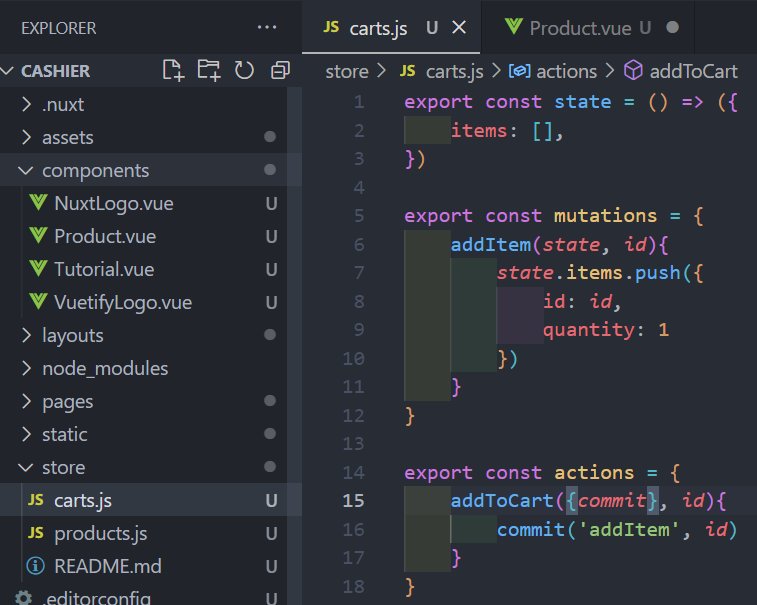 EXPLORER ...
CASHIER
.nuxt
assets
components
NuxtLogo.vue U
Product.vue U
Tutorial.vue U
VuetifyLogo.vue U
layouts
node_modules
pages
static
store
JS carts.js U
JS products.js U
README.md U
.editorconfig U
JS carts.js U
Product.vue U
store > JS carts.js > actions > addToCart
1 export const state = () => ({
2 items: [],
3 })
4
5 export const mutations = {
6 addItem(state, id){
7 state.items.push({
8 id: id,
9 quantity: 1
10 })
11 }
12 }
13
14 export const actions = {
15 addToCart({commit}, id){
16 commit('addItem', id)
17 }
18 }